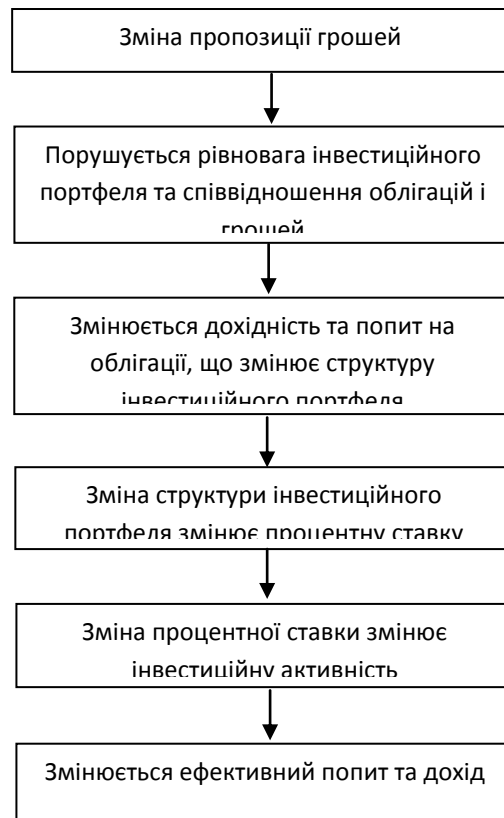 Зміна пропозиції грошей
Порушується рівновага інвестиційного
портфеля та співвідношення облігацій і
грошей
Змінюється дохідність та попит на
облігації, що змінює структуру
інвестиційного портфеля
Зміна структури інвестиційного
портфеля змінює процентну ставку
Зміна процентної ставки змінює
інвестиційну активність
Змінюється ефективний попит та дохід